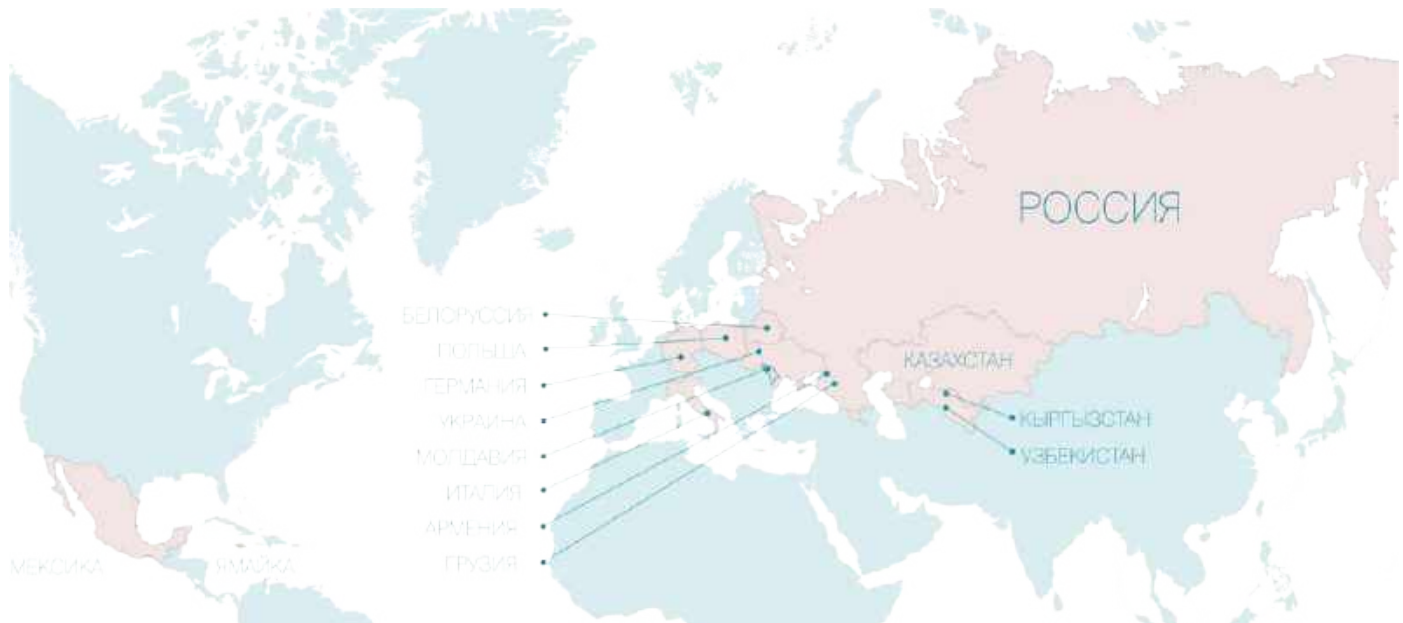 РОССИЯ
БЕЛОРУССИЯ
ПОЛЬША
ГЕРМАНИЯ
УКРАИНА
МОЛДАВИЯ
ИТАЛИЯ
АРМЕНИЯ
ГРУЗИЯ
КАЗАХСТАН
КЫРГЫЗСТАН
УЗБЕКИСТАН
МЕКСИКА
ЯМАЙКА